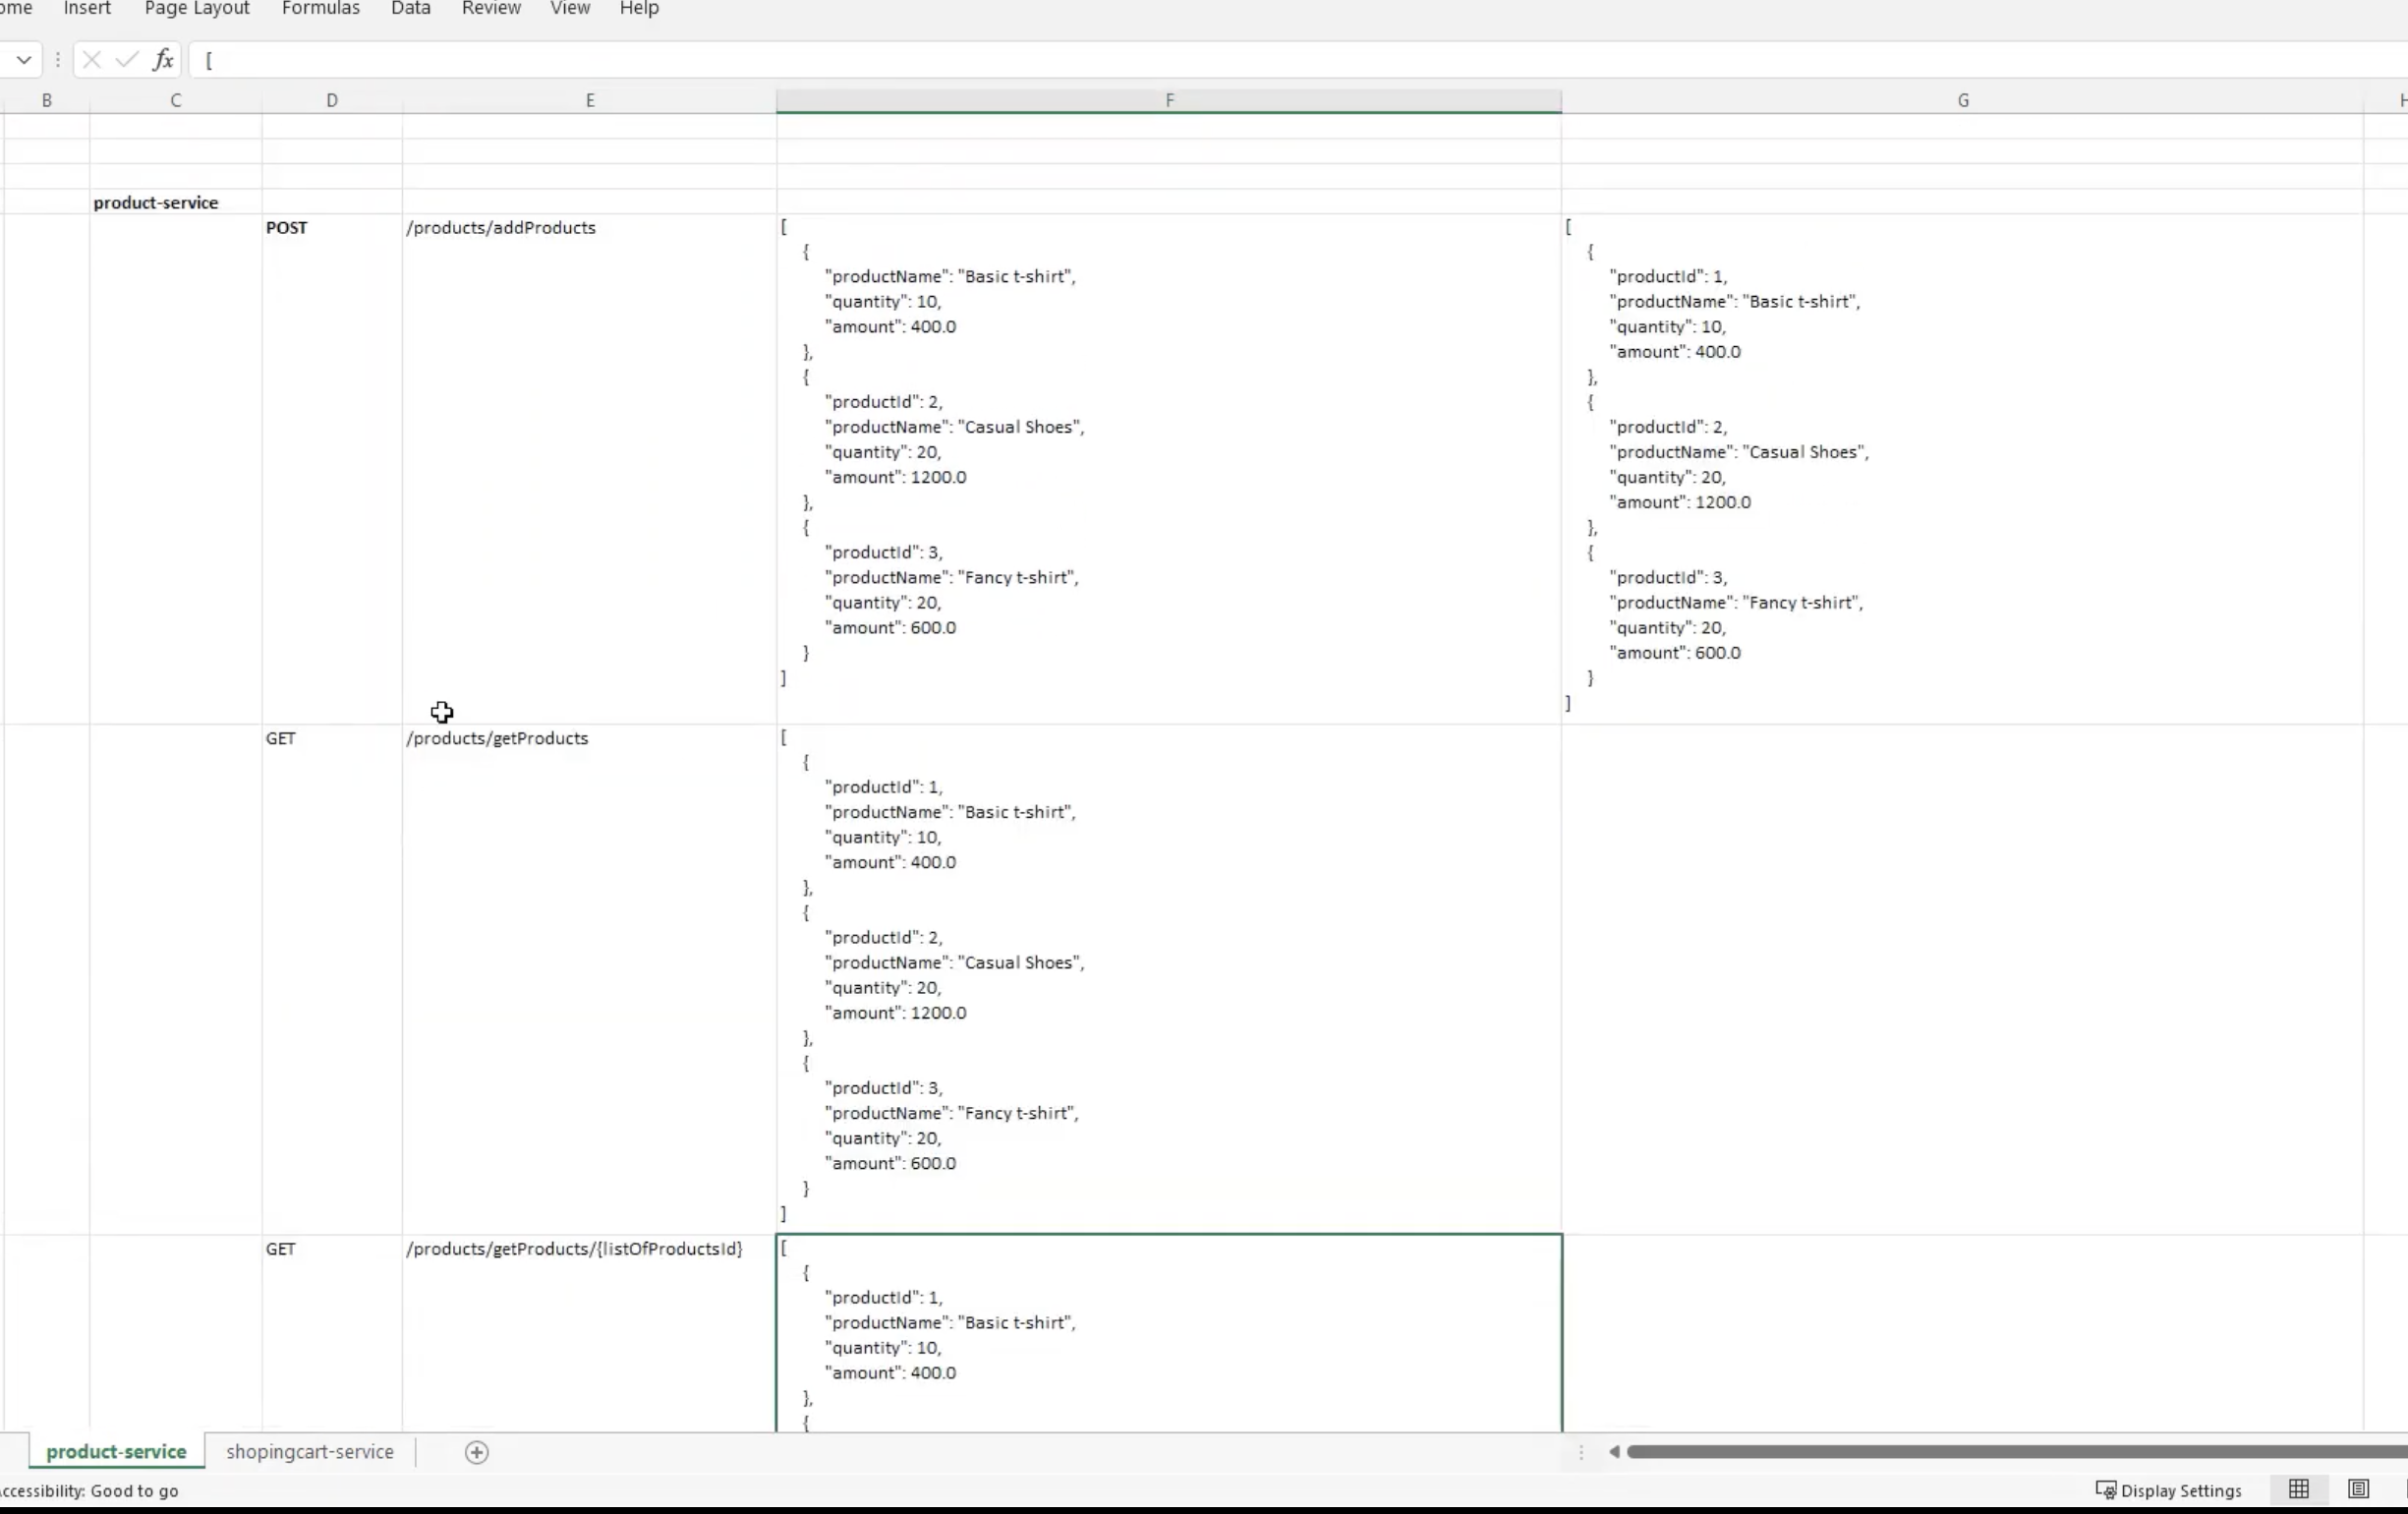 ome Insert Page Layout Formulas Data Review View Help
fx [
B C D E F G H
product-service
POST /products/addProducts
[
{
"productName": "Basic t-shirt",
"quantity": 10,
"amount": 400.0
},
{
"productId": 2,
"productName": "Casual Shoes",
"quantity": 20,
"amount": 1200.0
},
{
"productId": 3,
"productName": "Fancy t-shirt",
"quantity": 20,
"amount": 600.0
}
]
[
{
"productId": 1,
"productName": "Basic t-shirt",
"quantity": 10,
"amount": 400.0
},
{
"productId": 2,
"productName": "Casual Shoes",
"quantity": 20,
"amount": 1200.0
},
{
"productId": 3,
"productName": "Fancy t-shirt",
"quantity": 20,
"amount": 600.0
}
]
GET /products/getProducts
[
{
"productId": 1,
"productName": "Basic t-shirt",
"quantity": 10,
"amount": 400.0
},
{
"productId": 2,
"productName": "Casual Shoes",
"quantity": 20,
"amount": 1200.0
},
{
"productId": 3,
"productName": "Fancy t-shirt",
"quantity": 20,
"amount": 600.0
}
]
GET /products/getProducts/{listOfProductsId}
[
{
"productId": 1,
"productName": "Basic t-shirt",
"quantity": 10,
"amount": 400.0
},
{
product-service shopingcart-service
ccessibility: Good to go Display Settings